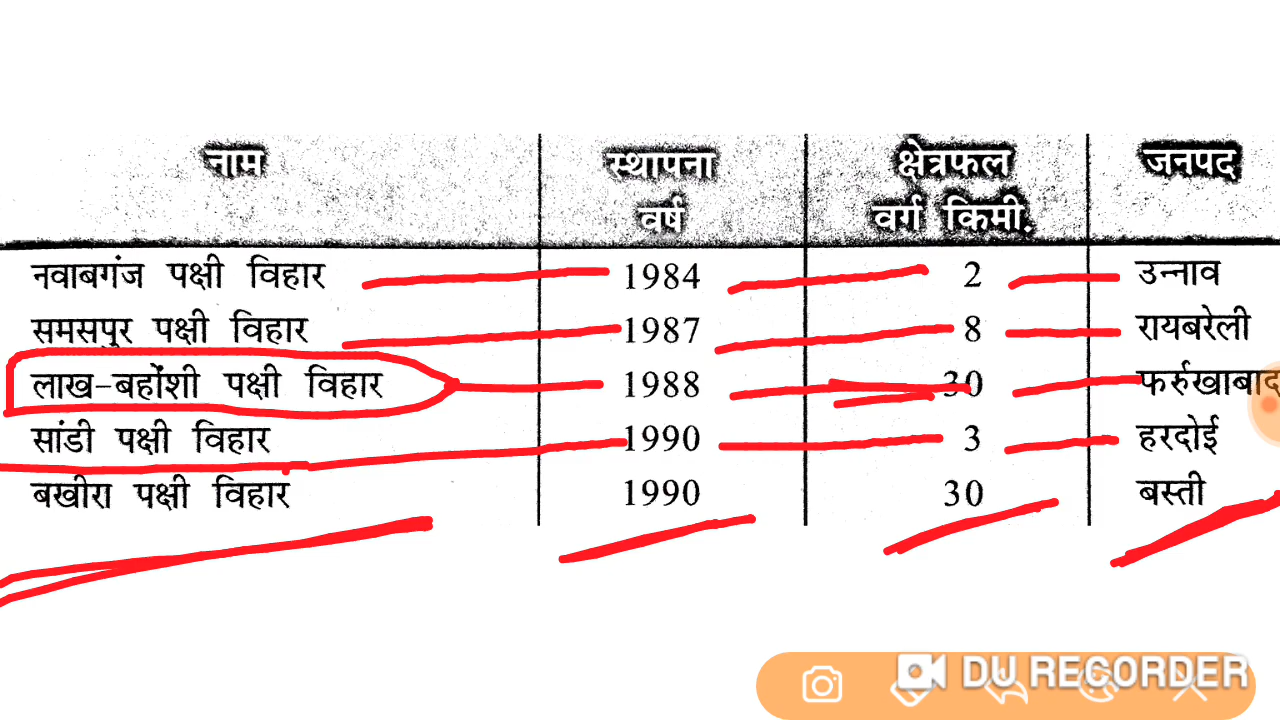 नाम स्थापना वर्ष क्षेत्रफल वर्ग किमी. जनपद
नवाबगंज पक्षी विहार 1984 2 उन्नाव
समसपुर पक्षी विहार 1987 8 रायबरेली
लाख-बहोंशी पक्षी विहार 1988 30 फर्रुखाबाद
सांडी पक्षी विहार 1990 3 हरदोई
बखीरा पक्षी विहार 1990 30 बस्ती
DU RECORDER